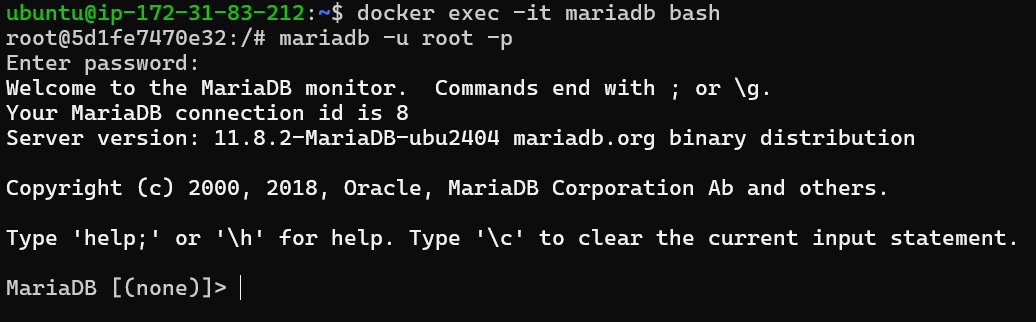 ubuntu@ip-172-31-83-212:~$ docker exec -it mariadb bash
root@5d1fe7470e32:/# mariadb -u root -p
Enter password:
Welcome to the MariaDB monitor.  Commands end with ; or \g.
Your MariaDB connection id is 8
Server version: 11.8.2-MariaDB-ubu2404 mariadb.org binary distribution
Copyright (c) 2000, 2018, Oracle, MariaDB Corporation Ab and others.
Type 'help;' or '\h' for help. Type '\c' to clear the current input statement.
MariaDB [(none)]>